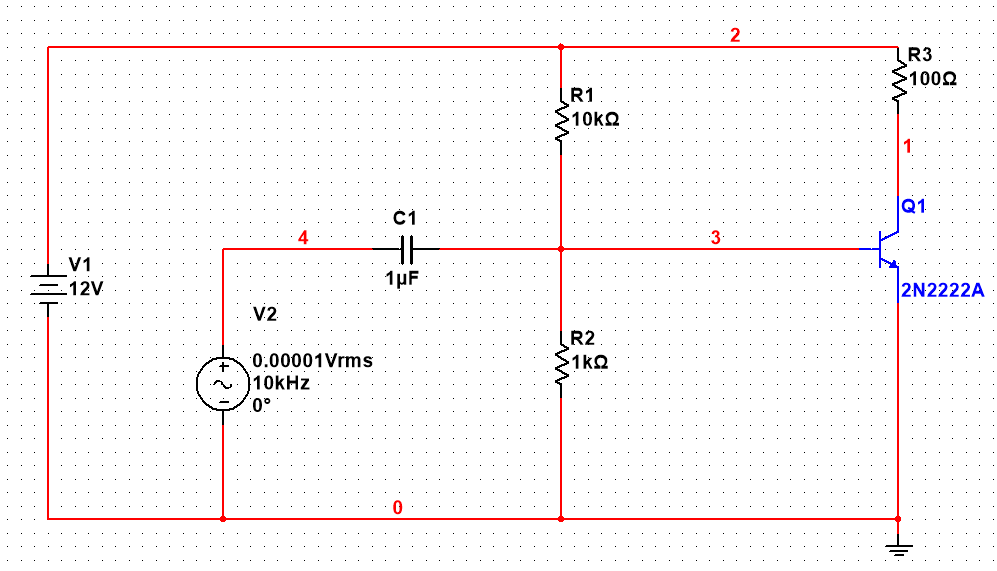 2
R3
100Ω
R1
10kΩ
1
Q1
C1
4
3
1µF
V1
12V
2N2222A
V2
R2
1kΩ
0.00001Vrms
10kHz
0°
0